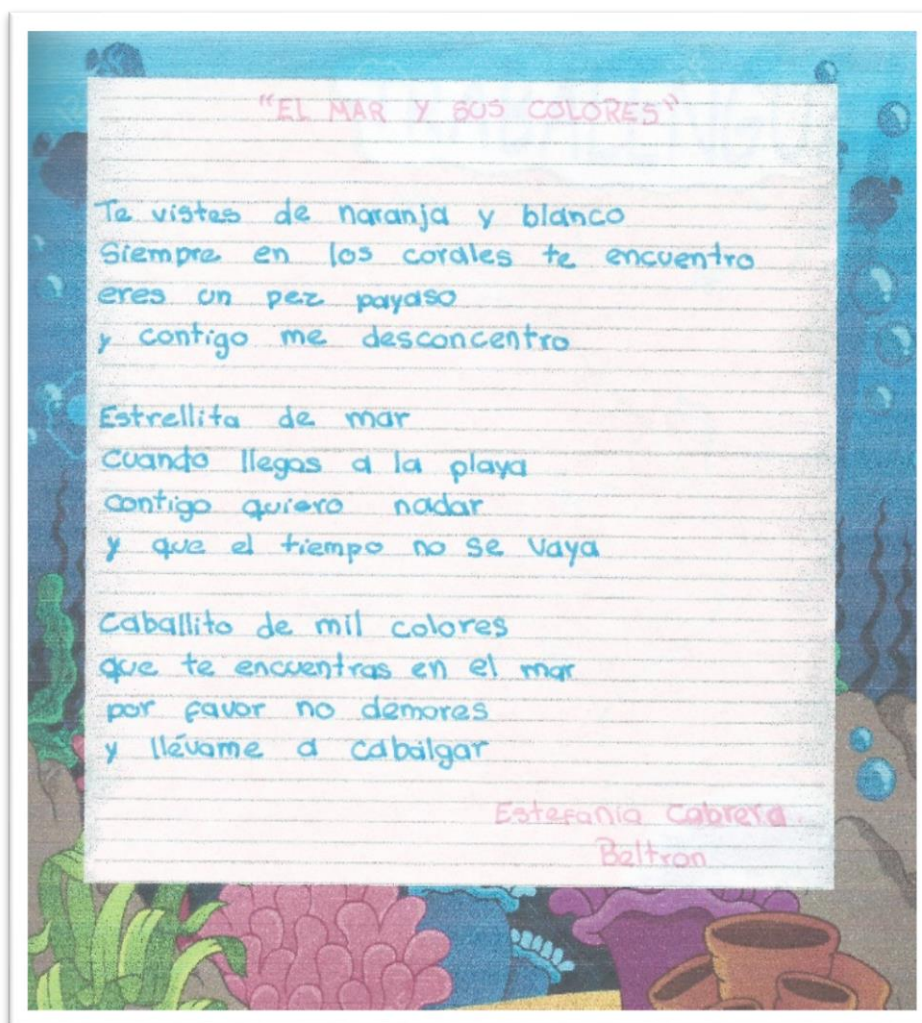 "EL MAR Y SUS COLORES"
Te vistes de naranja y blanco
Siempre en los corales te encuentro
eres un pez payaso
y contigo me desconcentro
Estrellita de mar
cuando llegas a la playa
contigo quiero nadar
y que el tiempo no se vaya
Caballito de mil colores
que te encuentras en el mar
por favor no demores
y llévame a cabalgar
Estefanía Cabrera
Beltron